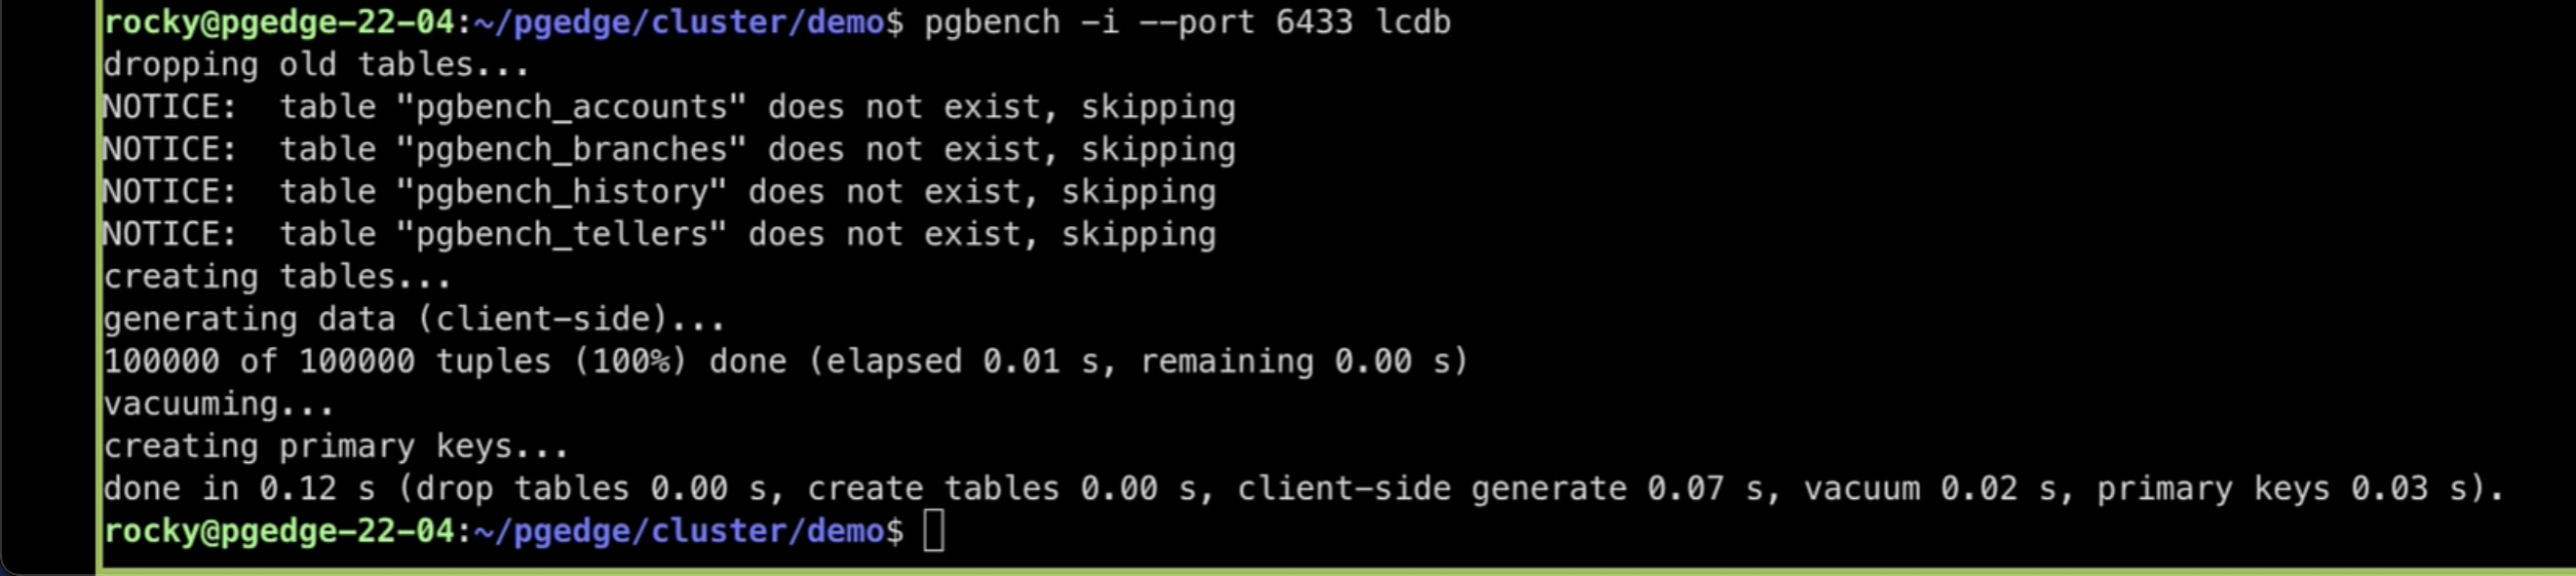 rocky@pgedge-22-04:~/pgedge/cluster/demo$ pgbench -i --port 6433 lcdb
dropping old tables...
NOTICE:  table "pgbench_accounts" does not exist, skipping
NOTICE:  table "pgbench_branches" does not exist, skipping
NOTICE:  table "pgbench_history" does not exist, skipping
NOTICE:  table "pgbench_tellers" does not exist, skipping
creating tables...
generating data (client-side)...
100000 of 100000 tuples (100%) done (elapsed 0.01 s, remaining 0.00 s)
vacuuming...
creating primary keys...
done in 0.12 s (drop tables 0.00 s, create tables 0.00 s, client-side generate 0.07 s, vacuum 0.02 s, primary keys 0.03 s).
rocky@pgedge-22-04:~/pgedge/cluster/demo$